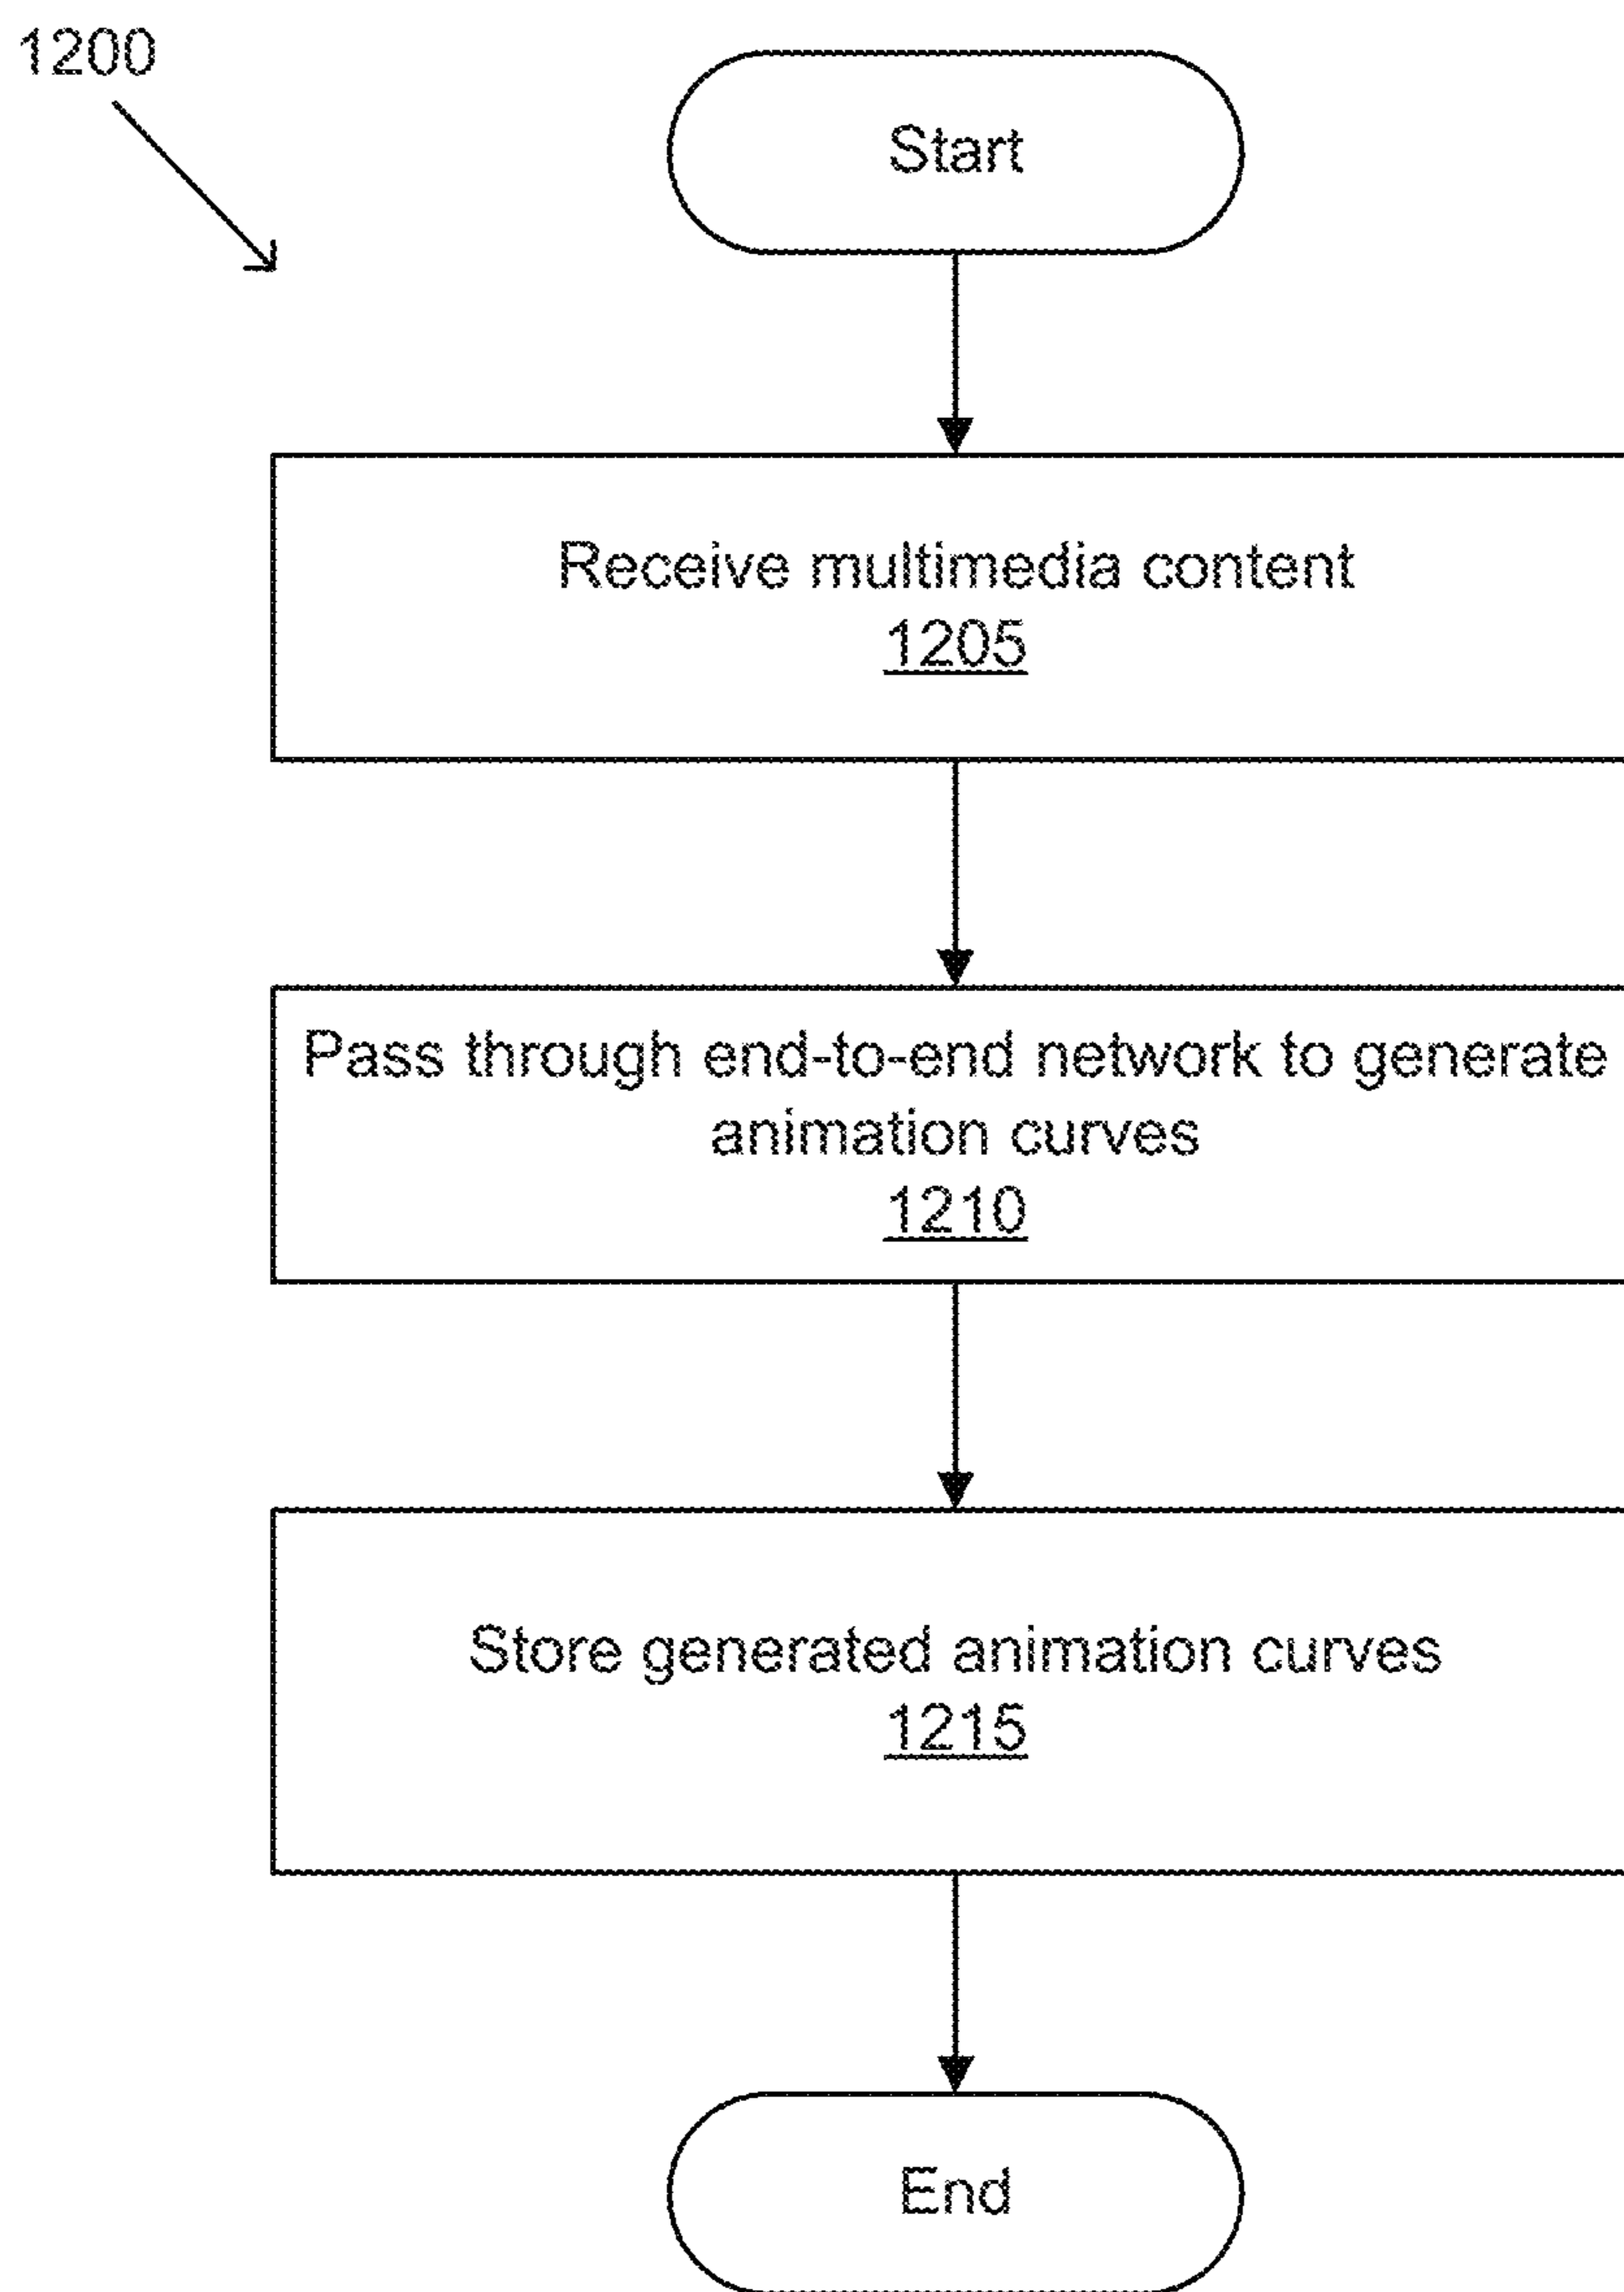 1200
Start
Receive multimedia content
1205
Pass through end-to-end network to generate
animation curves
1210
Store generated animation curves
1215
End